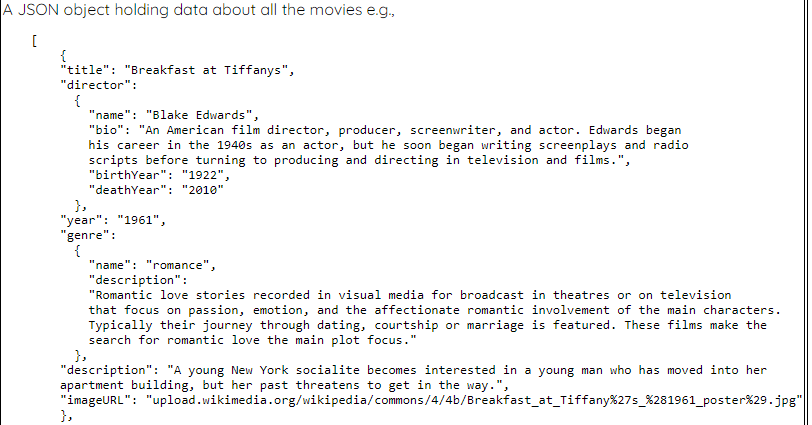 A JSON object holding data about all the movies e.g.,
[
{
"title": "Breakfast at Tiffanys",
"director":
{
"name": "Blake Edwards",
"bio": "An American film director, producer, screenwriter, and actor. Edwards began
his career in the 1940s as an actor, but he soon began writing screenplays and radio
scripts before turning to producing and directing in television and films.",
"birthYear": "1922",
"deathYear": "2010"
},
"year": "1961",
"genre":
{
"name": "romance",
"description":
"Romantic love stories recorded in visual media for broadcast in theatres or on television
that focus on passion, emotion, and the affectionate romantic involvement of the main characters.
Typically their journey through dating, courtship or marriage is featured. These films make the
search for romantic love the main plot focus."
},
"description": "A young New York socialite becomes interested in a young man who has moved into her
apartment building, but her past threatens to get in the way.",
"imageURL": "upload.wikimedia.org/wikipedia/commons/4/4b/Breakfast_at_Tiffany%27s_%281961_poster%29.jpg"
},